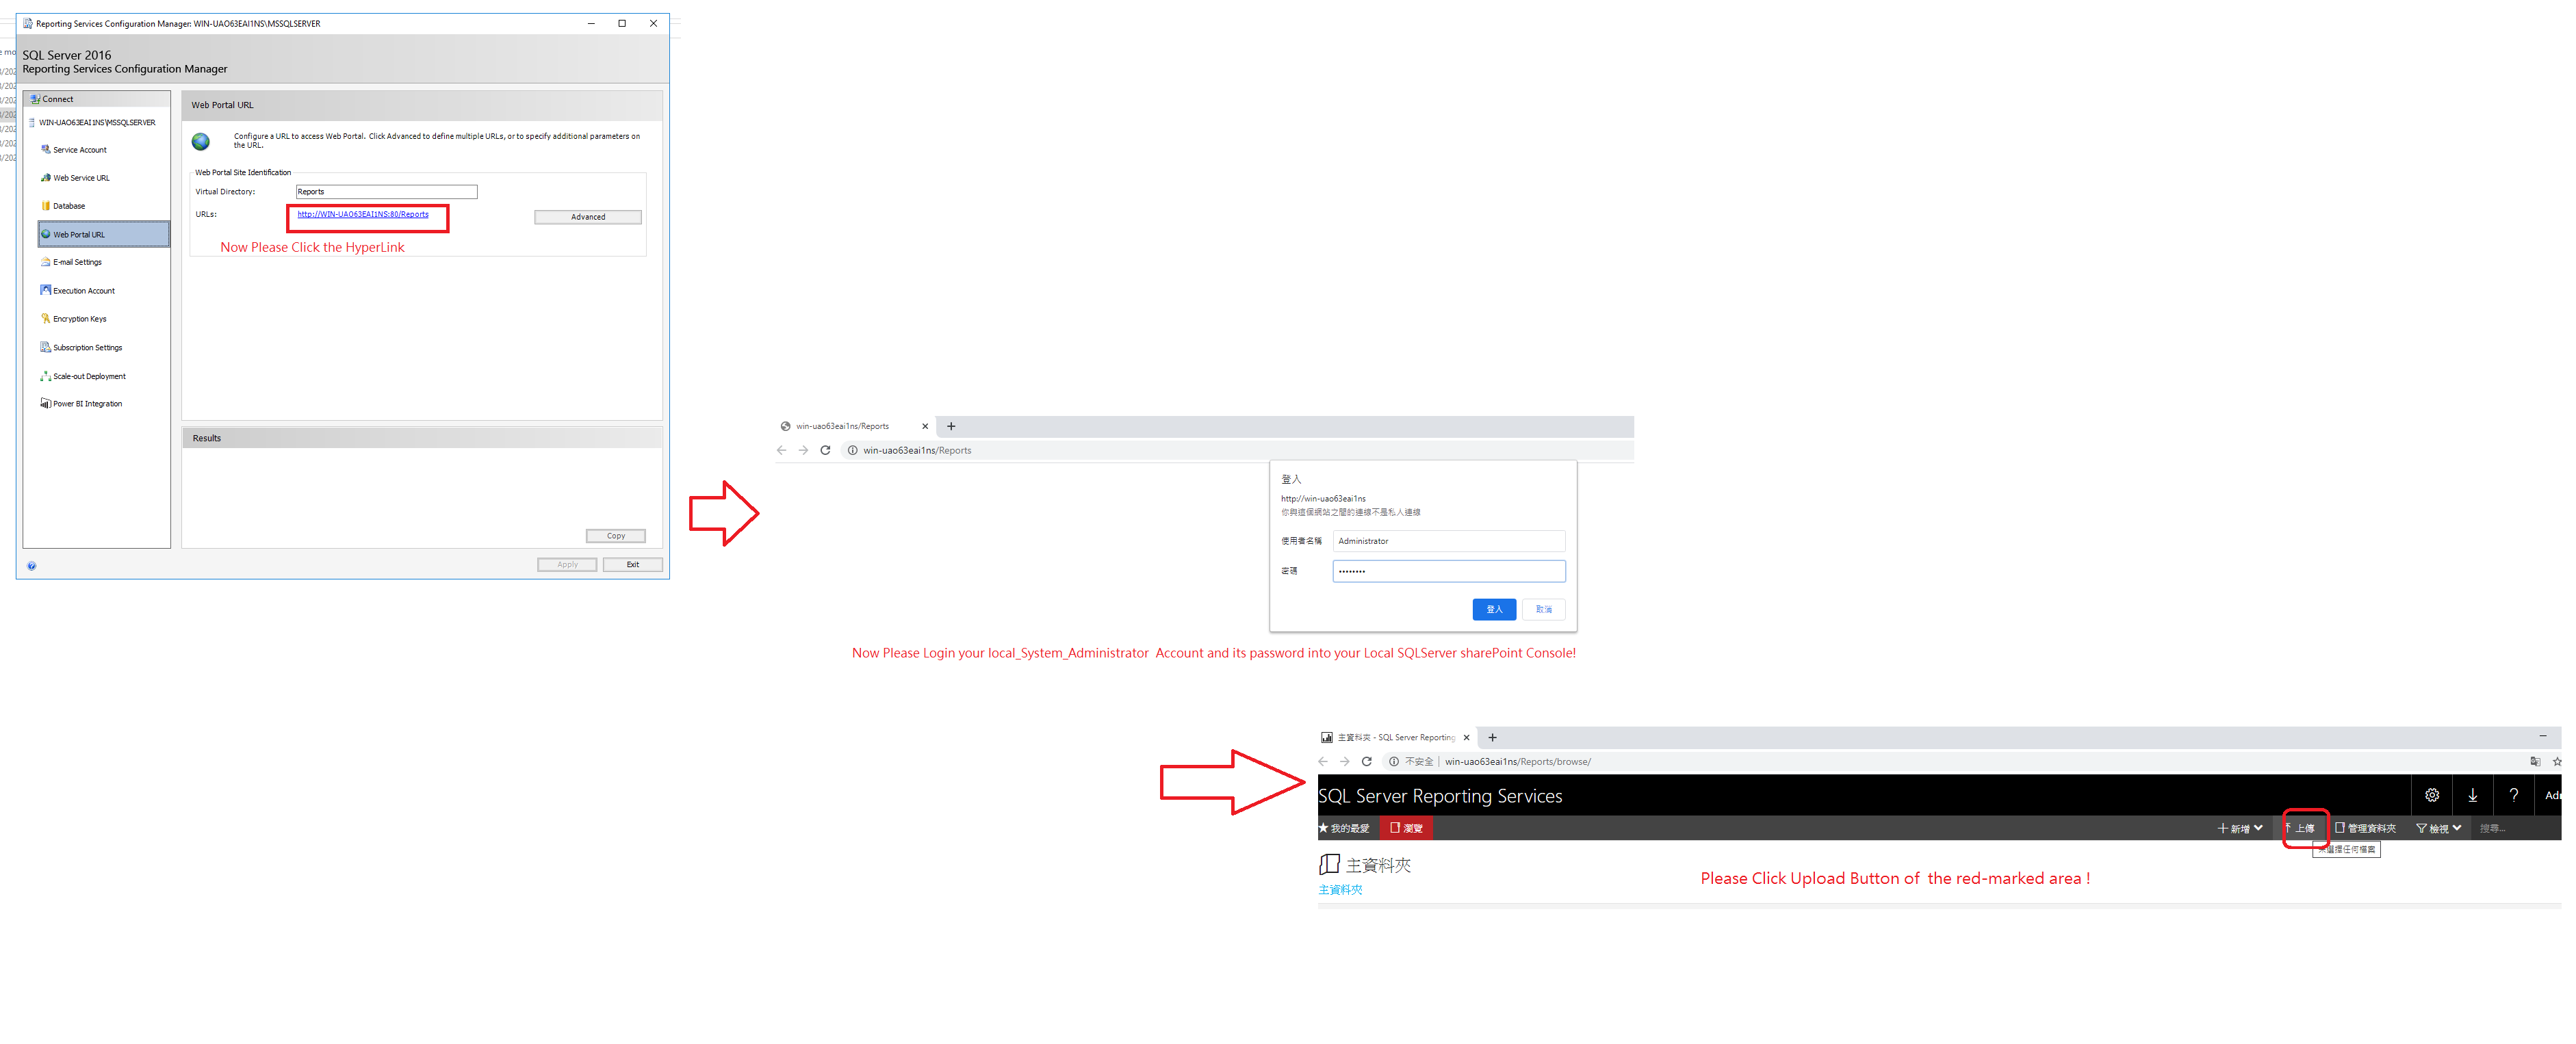 Reporting Services Configuration Manager: WIN-UAO63EAI1NS\MSSQLSERVER
SQL Server 2016
Reporting Services Configuration Manager
Connect
WIN-UAO63EAI1NS\MSSQLSERVER
Service Account
Web Service URL
Database
Web Portal URL
E-mail Settings
Execution Account
Encryption Keys
Subscription Settings
Scale-out Deployment
Power BI Integration
Web Portal URL
Configure a URL to access Web Portal. Click Advanced to define multiple URLs, or to specify additional parameters on
the URL.
Web Portal Site Identification
Virtual Directory:
Reports
URLs:
http://WIN-UAO63EAI1NS:80/Reports
Advanced
Now Please Click the HyperLink
Results
Copy
Apply
Exit
win-uao63eai1ns/Reports
win-uao63eai1ns/Reports
登入
http://win-uao63eai1ns
你與這個網站之間的連線不是私人連線
使用者名稱
Administrator
密碼
••••••••
登入
取消
Now Please Login your local_System_Administrator Account and its password into your Local SQLServer sharePoint Console!
主資料夾 - SQL Server Reporting
不安全 | win-uao63eai1ns/Reports/browse/
SQL Server Reporting Services
?
Adn
我的最愛
瀏覽
新增
上傳
管理資料夾
檢視
搜尋...
未選擇任何檔案
主資料夾
主資料夾
Please Click Upload Button of the red-marked area !